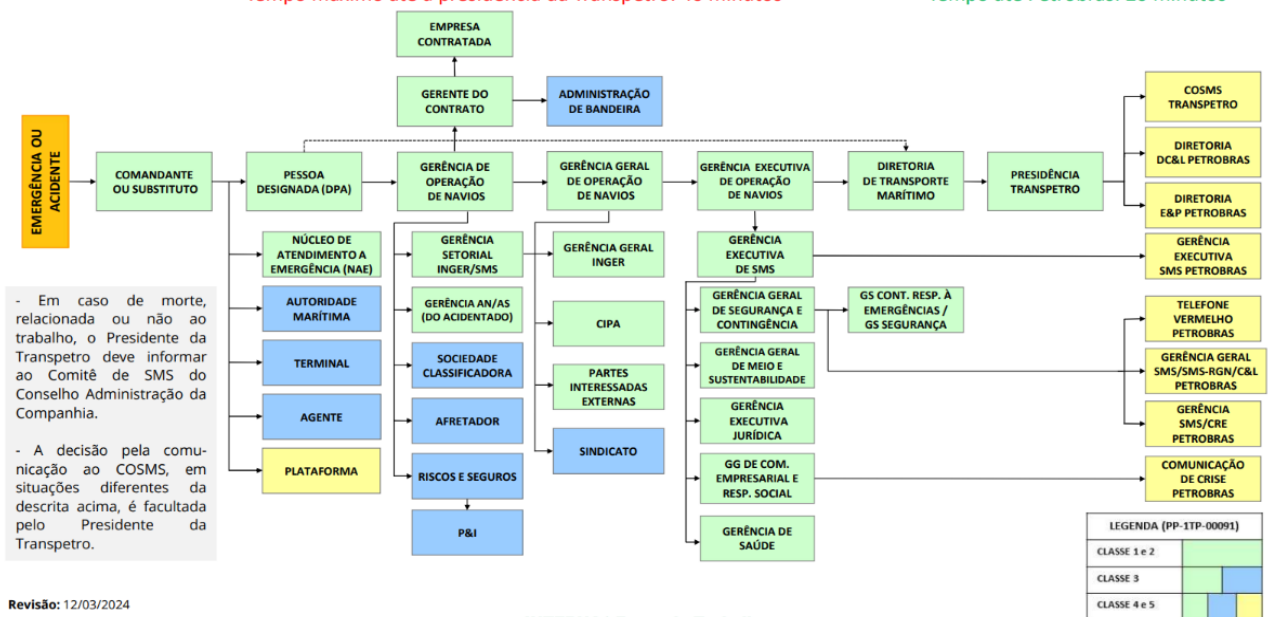 EMPRESA
CONTRATADA
GERENTE DO
CONTRATO
ADMINISTRAÇÃO
DE BANDEIRA
COSMS
TRANSPETRO
EMERGÊNCIA OU
ACIDENTE
COMANDANTE
OU SUBSTITUTO
PESSOA
DESIGNADA (DPA)
GERÊNCIA DE
OPERAÇÃO
DE NAVIOS
GERÊNCIA GERAL
DE OPERAÇÃO
DE NAVIOS
GERÊNCIA EXECUTIVA
DE OPERAÇÃO
DE NAVIOS
DIRETORIA
DE TRANSPORTE
MARÍTIMO
PRESIDÊNCIA
TRANSPETRO
DIRETORIA
DC&L PETROBRAS
DIRETORIA
E&P PETROBRAS
NÚCLEO DE
ATENDIMENTO A
EMERGÊNCIA (NAE)
GERÊNCIA
SETORIAL
INGER/SMS
GERÊNCIA GERAL
INGER
GERÊNCIA
EXECUTIVA
DE SMS
GERÊNCIA
EXECUTIVA
SMS PETROBRAS
AUTORIDADE
MARÍTIMA
GERÊNCIA AN/AS
(DO ACIDENTADO)
CIPA
GERÊNCIA GERAL
DE SEGURANÇA E
CONTINGÊNCIA
GS CONT. RESP. À
EMERGÊNCIAS /
GS SEGURANÇA
TELEFONE
VERMELHO
PETROBRAS
TERMINAL
SOCIEDADE
CLASSIFICADORA
PARTES
INTERESSADAS
EXTERNAS
GERÊNCIA GERAL
DE MEIO E
SUSTENTABILIDADE
GERÊNCIA GERAL
SMS/SMS-RGN/C&L
PETROBRAS
AGENTE
AFRETADOR
SINDICATO
GERÊNCIA
EXECUTIVA
JURÍDICA
GERÊNCIA
SMS/CRE
PETROBRAS
PLATAFORMA
RISCOS E SEGUROS
GG DE COM.
EMPRESARIAL E
RESP. SOCIAL
COMUNICAÇÃO
DE CRISE
PETROBRAS
P&I
GERÊNCIA DE
SAÚDE
- Em caso de morte,
relacionada ou não ao
trabalho, o Presidente da
Transpetro deve informar
ao Comitê de SMS do
Conselho Administração da
Companhia.
- A decisão pela comu-
nicação ao COSMS, em
situações diferentes da
descrita acima, é facultada
pelo Presidente da
Transpetro.
LEGENDA (PP-1TP-00091)
CLASSE 1 e 2
CLASSE 3
CLASSE 4 e 5
Revisão: 12/03/2024